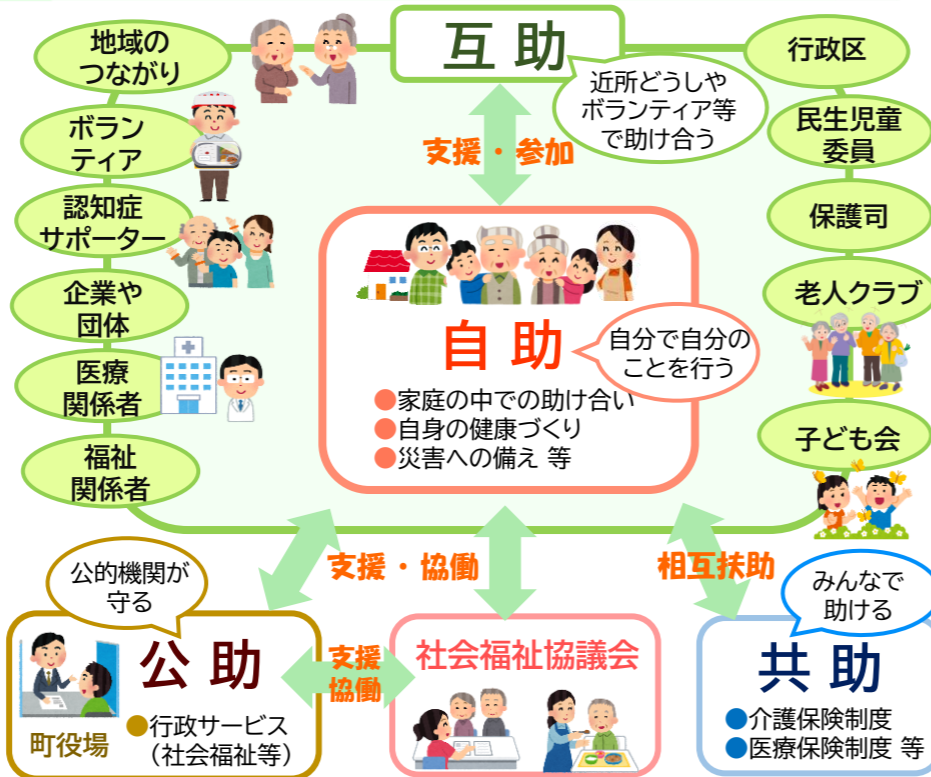 互助
近所どうしや
ボランティア等
で助け合う
支援・参加
地域の
つながり
ボラン
ティア
認知症
サポーター
企業や
団体
医療
関係者
福祉
関係者
行政区
民生児童
委員
保護司
老人クラブ
子ども会
自助
自分で自分の
ことを行う
●家庭の中での助け合い
●自身の健康づくり
●災害への備え 等
支援・協働
相互扶助
公的機関が
守る
公助
町役場
●行政サービス
(社会福祉等)
支援
協働
社会福祉協議会
みんなで
助ける
共助
●介護保険制度
●医療保険制度 等